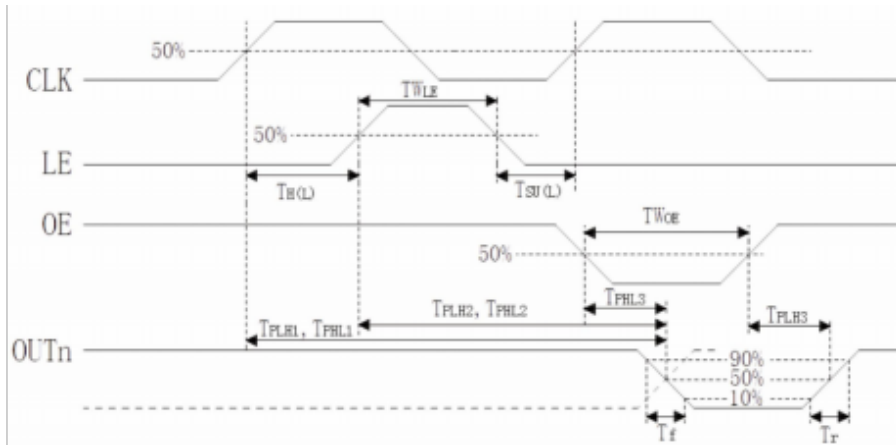 50%
CLK
TWLE
50%
LE
TH(L)
TSU(L)
OE
TWOE
50%
TPHL3
TPLH2, TPHL2
TPLH3
TPLH1, TPHL1
OUTn
90%
50%
10%
Tf
Tr